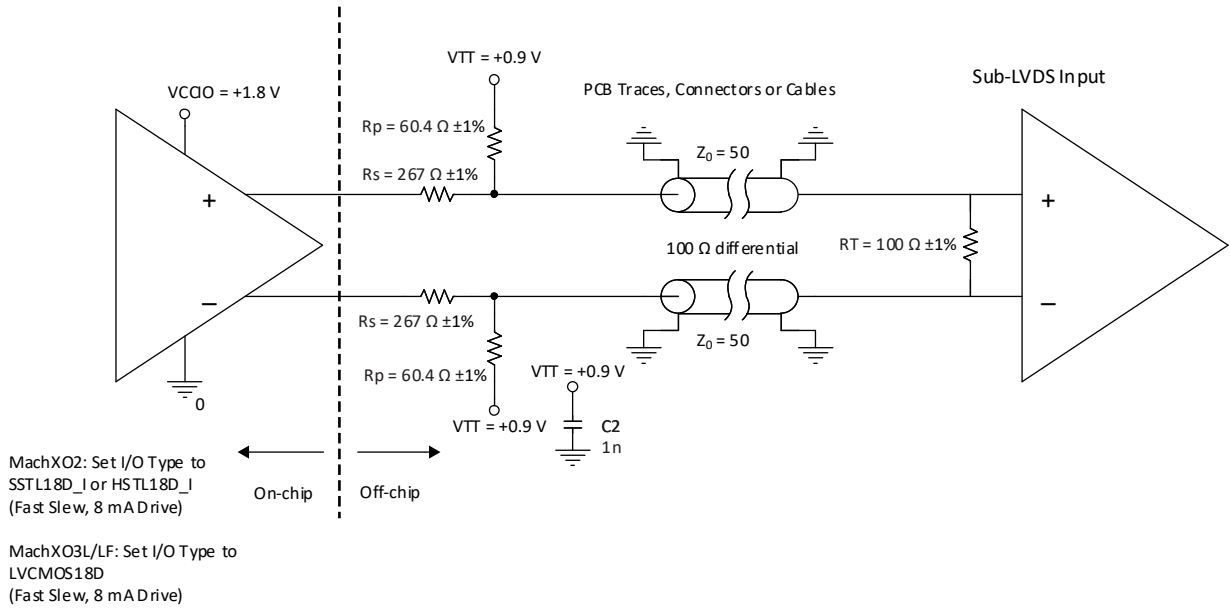 VTT = +0.9 V
VCCIO = +1.8 V
PCB Traces, Connectors or Cables
Sub-LVDS Input
Rp = 60.4 Ω ±1%
Z0 = 50
Rs = 267 Ω ±1%
+
+
100 Ω differential
RT = 100 Ω ±1%
−
−
Rs = 267 Ω ±1%
Z0 = 50
Rp = 60.4 Ω ±1%
VTT = +0.9 V
0
VTT = +0.9 V
C2
1n
MachXO2: Set I/O Type to
SSTL18D_I or HSTL18D_I
(Fast Slew, 8 mA Drive)
On-chip
Off-chip
MachXO3L/LF: Set I/O Type to
LVCMOS18D
(Fast Slew, 8 mA Drive)